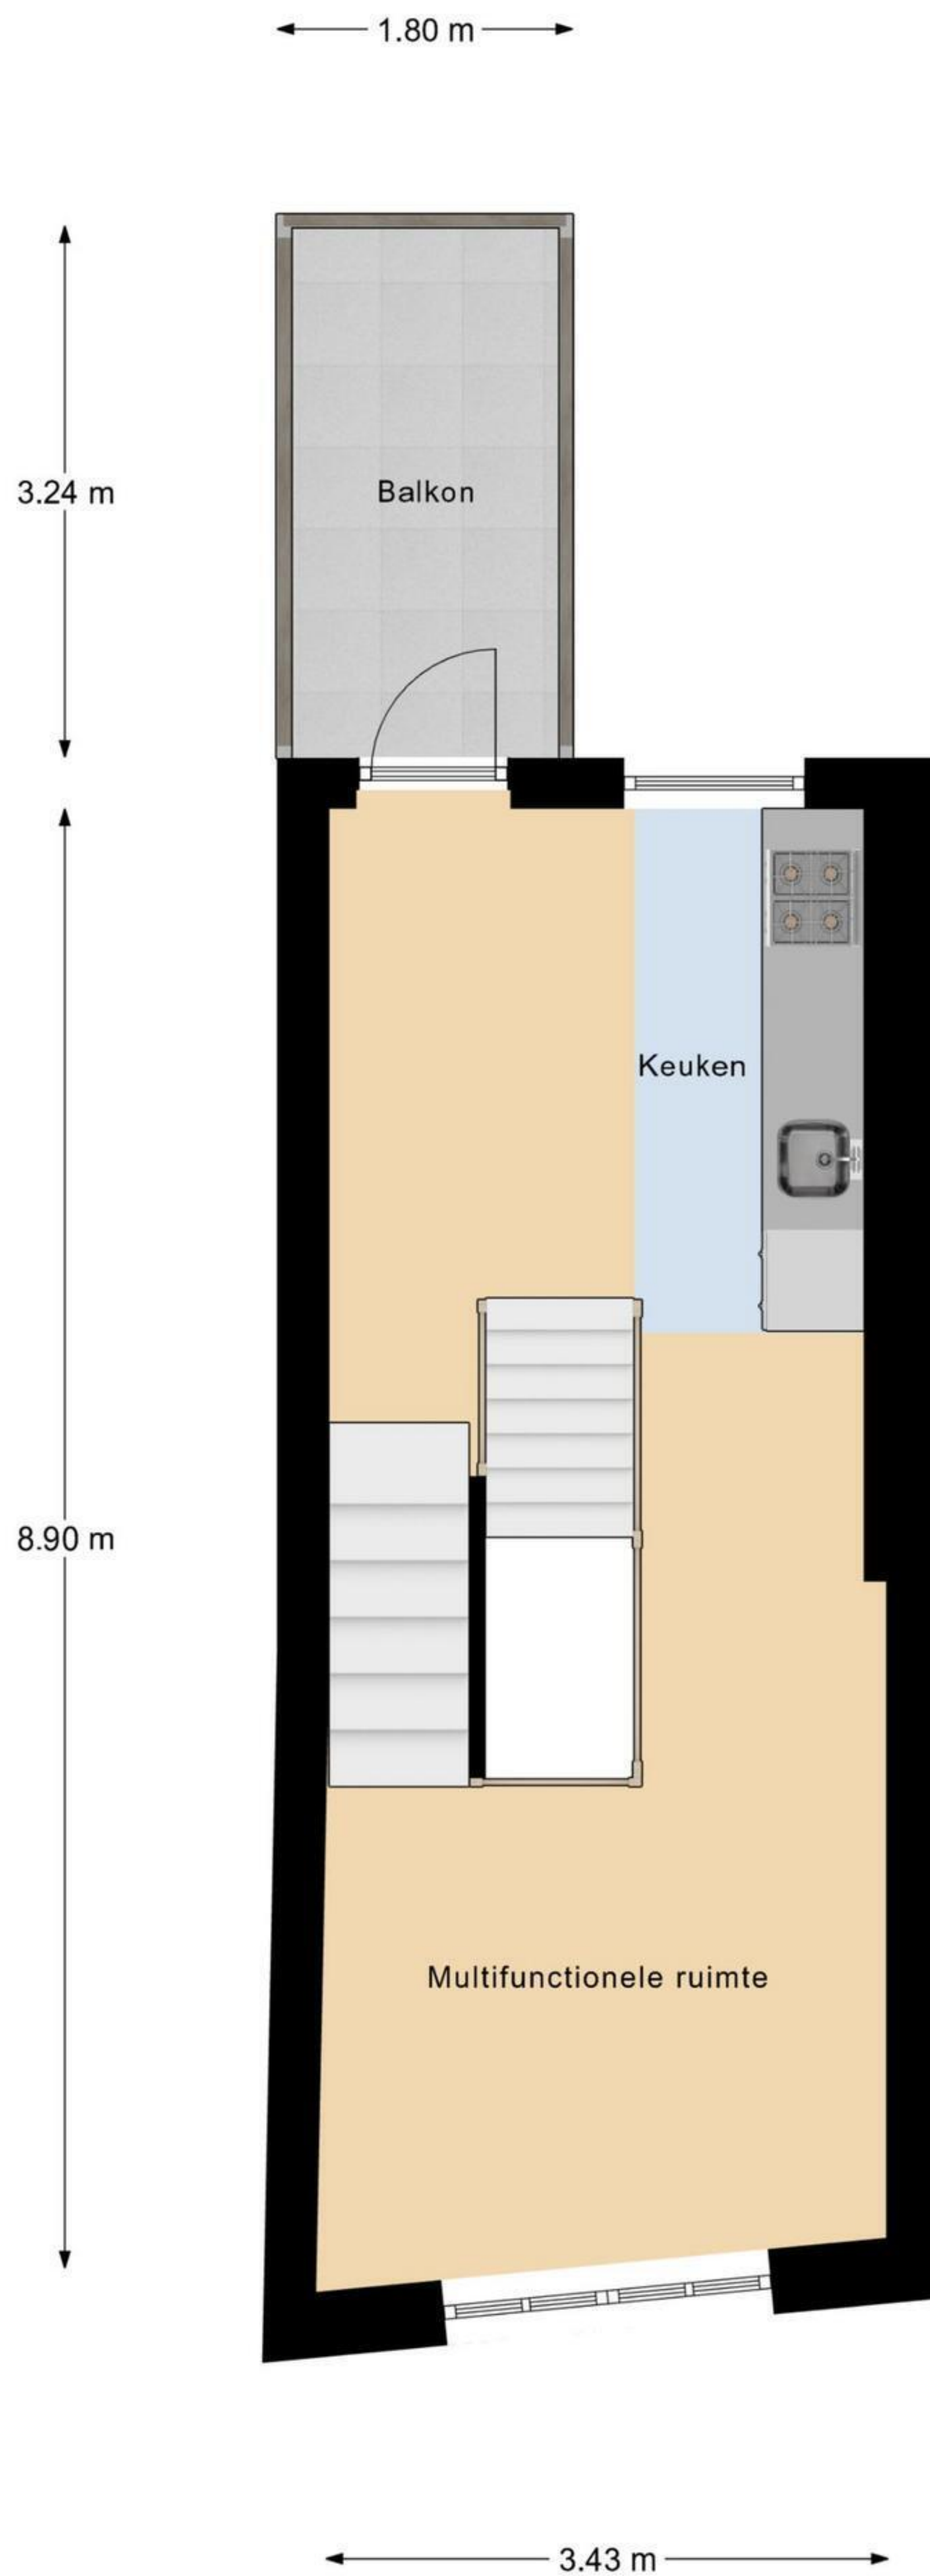 1.80 m
3.24 m
Balkon
Keuken
8.90 m
Multifunctionele ruimte
3.43 m